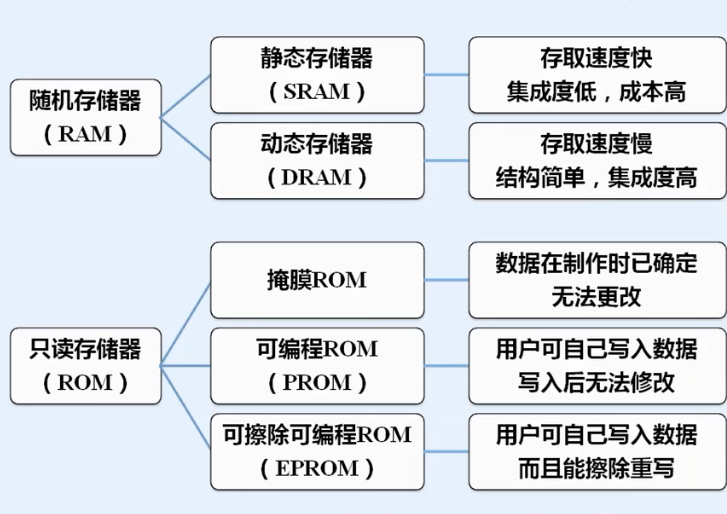 随机存储器
（RAM）
静态存储器
（SRAM）
存取速度快
集成度低，成本高
动态存储器
（DRAM）
存取速度慢
结构简单，集成度高
只读存储器
（ROM）
掩膜ROM
数据在制作时已确定
无法更改
可编程ROM
（PROM）
用户可自己写入数据
写入后无法修改
可擦除可编程ROM
（EPROM）
用户可自己写入数据
而且能擦除重写